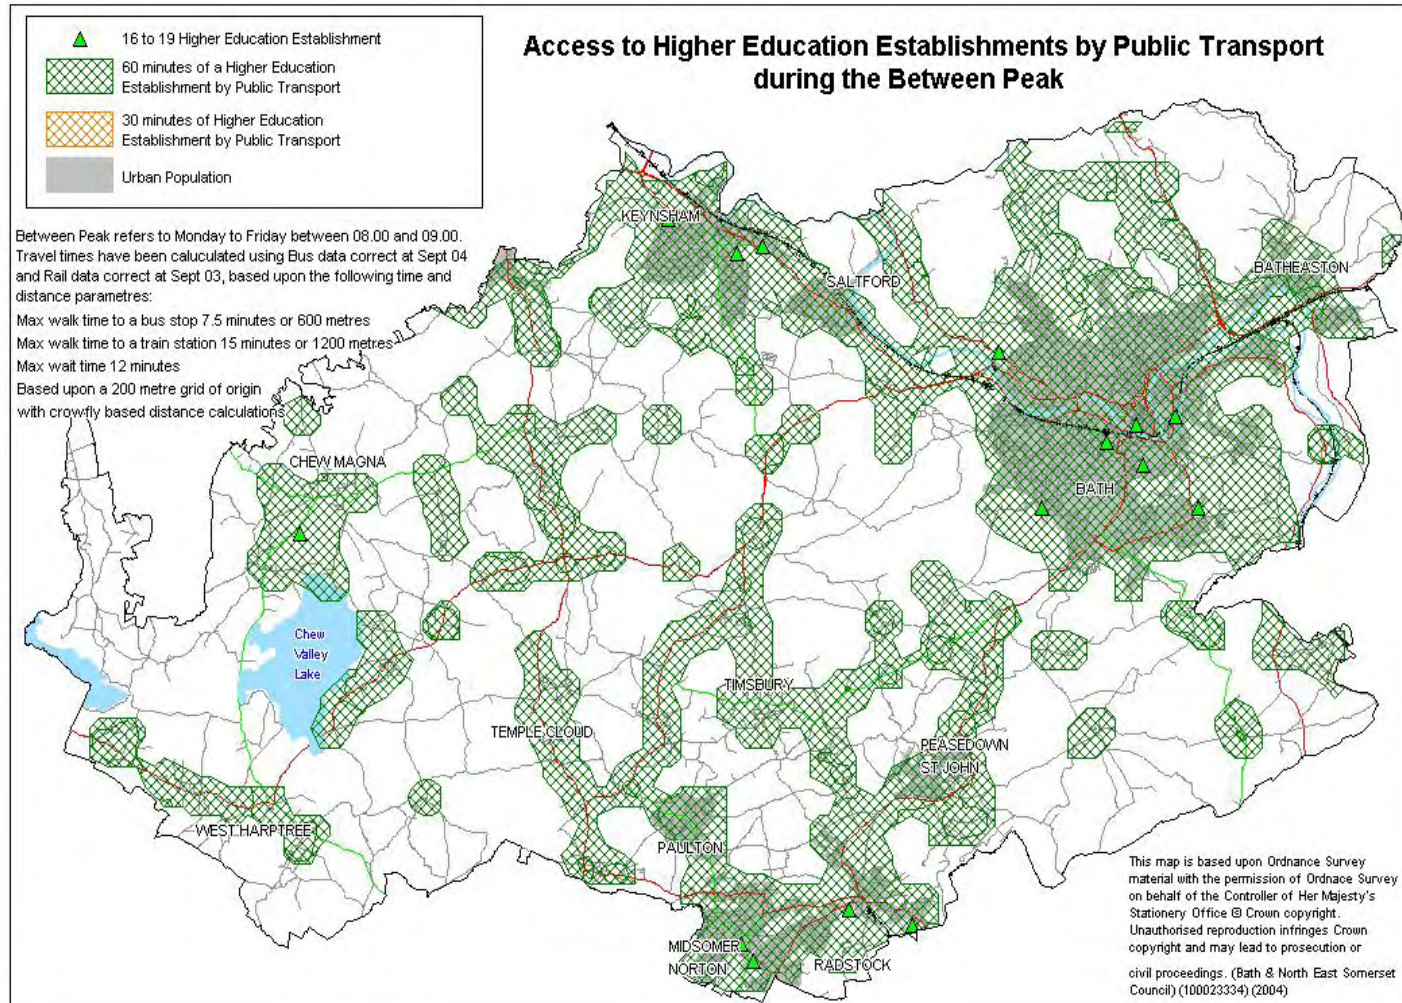 16 to 19 Higher Education Establishment
60 minutes of a Higher Education
Establishment by Public Transport
30 minutes of Higher Education
Establishment by Public Transport
Urban Population
Access to Higher Education Establishments by Public Transport
during the Between Peak
Between Peak refers to Monday to Friday between 08.00 and 09.00.
Travel times have been caluculated using Bus data correct at Sept 04
and Rail data correct at Sept 03, based upon the following time and
distance parametres:
Max walk time to a bus stop 7.5 minutes or 600 metres
Max walk time to a train station 15 minutes or 1200 metres
Max wait time 12 minutes
Based upon a 200 metre grid of origin
with crowfly based distance calculations
KEYNSHAM
SALTFORD
BATHEASTON
CHEW MAGNA
BATH
Chew
Valley
Lake
TIMSBURY
TEMPLE CLOUD
PEASEDOWN
ST JOHN
WEST HARPTREE
PAULTON
MIDSOMER
NORTON
RADSTOCK
This map is based upon Ordnance Survey
material with the permission of Ordnace Survey
on behalf of the Controller of Her Majesty's
Stationery Office © Crown copyright.
Unauthorised reproduction infringes Crown
copyright and may lead to prosecution or
civil proceedings. (Bath & North East Somerset
Council) (100023334) (2004)